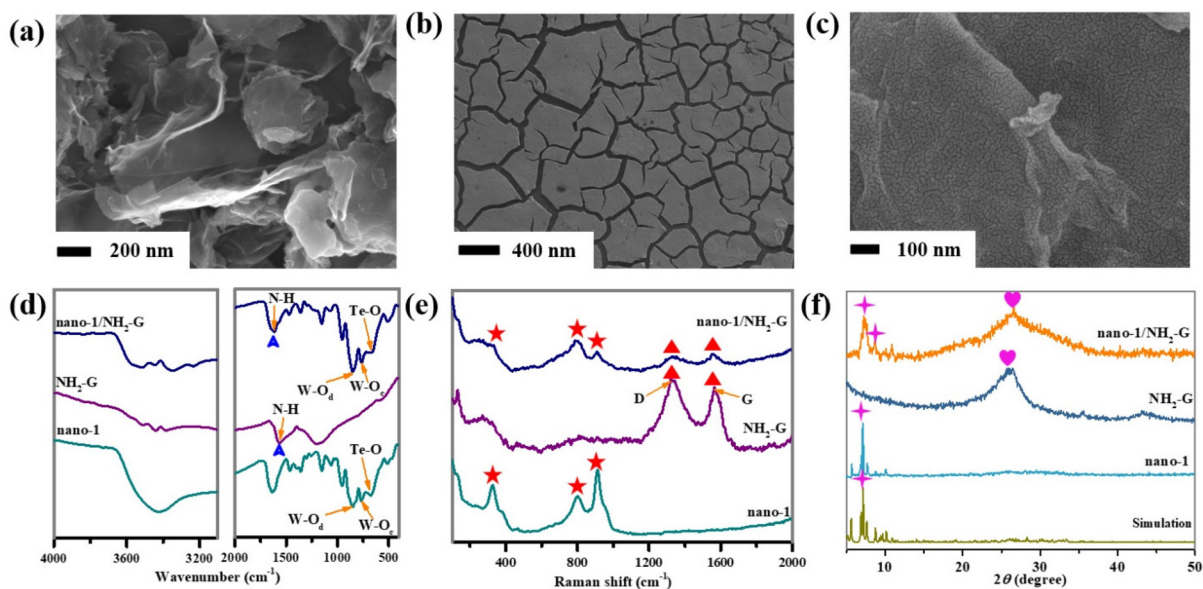 (a)
200 nm
(b)
400 nm
(c)
100 nm
(d)
nano-1/NH₂-G
N-H
Te-O
W-O_d
W-O_c
NH₂-G
N-H
nano-1
Te-O
W-O_d
W-O_c
4000 3600 3200 2000 1500 1000 500
Wavenumber (cm⁻¹)
(e)
nano-1/NH₂-G
D
G
NH₂-G
nano-1
400 800 1200 1600 2000
Raman shift (cm⁻¹)
(f)
nano-1/NH₂-G
NH₂-G
nano-1
Simulation
10 20 30 40 50
2θ (degree)